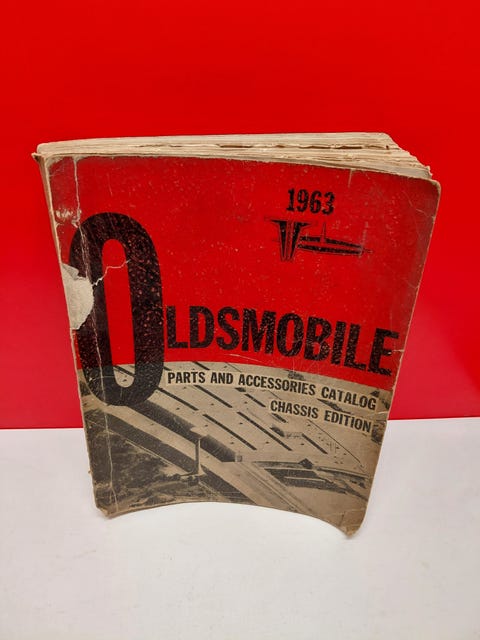 1963
OLDSMOBILE
PARTS AND ACCESSORIES CATALOG
CHASSIS EDITION